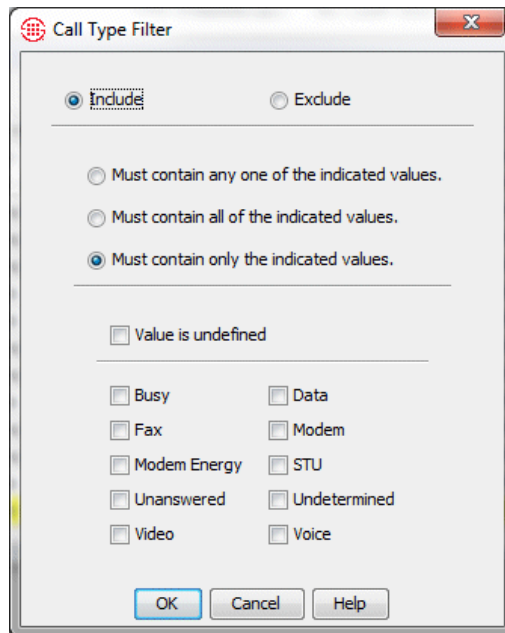 Call Type Filter
Include Exclude
Must contain any one of the indicated values.
Must contain all of the indicated values.
Must contain only the indicated values.
Value is undefined
Busy Data
Fax Modem
Modem Energy STU
Unanswered Undetermined
Video Voice
OK Cancel Help